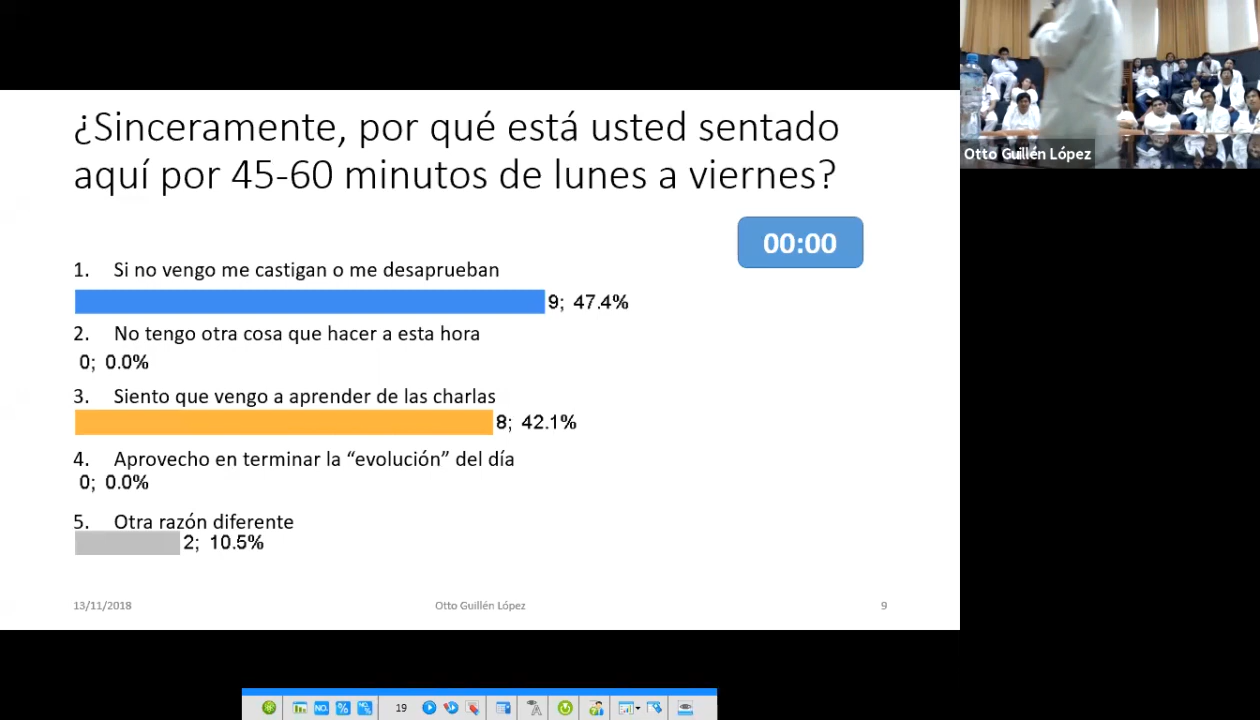 ¿Sinceramente, por qué está usted sentado
aquí por 45-60 minutos de lunes a viernes?
Otto Guillén López
00:00
1. Si no vengo me castigan o me desaprueban
9; 47.4%
2. No tengo otra cosa que hacer a esta hora
0; 0.0%
3. Siento que vengo a aprender de las charlas
8; 42.1%
4. Aprovecho en terminar la “evolución” del día
0; 0.0%
5. Otra razón diferente
2; 10.5%
13/11/2018 Otto Guillén López 9
NO. % 19